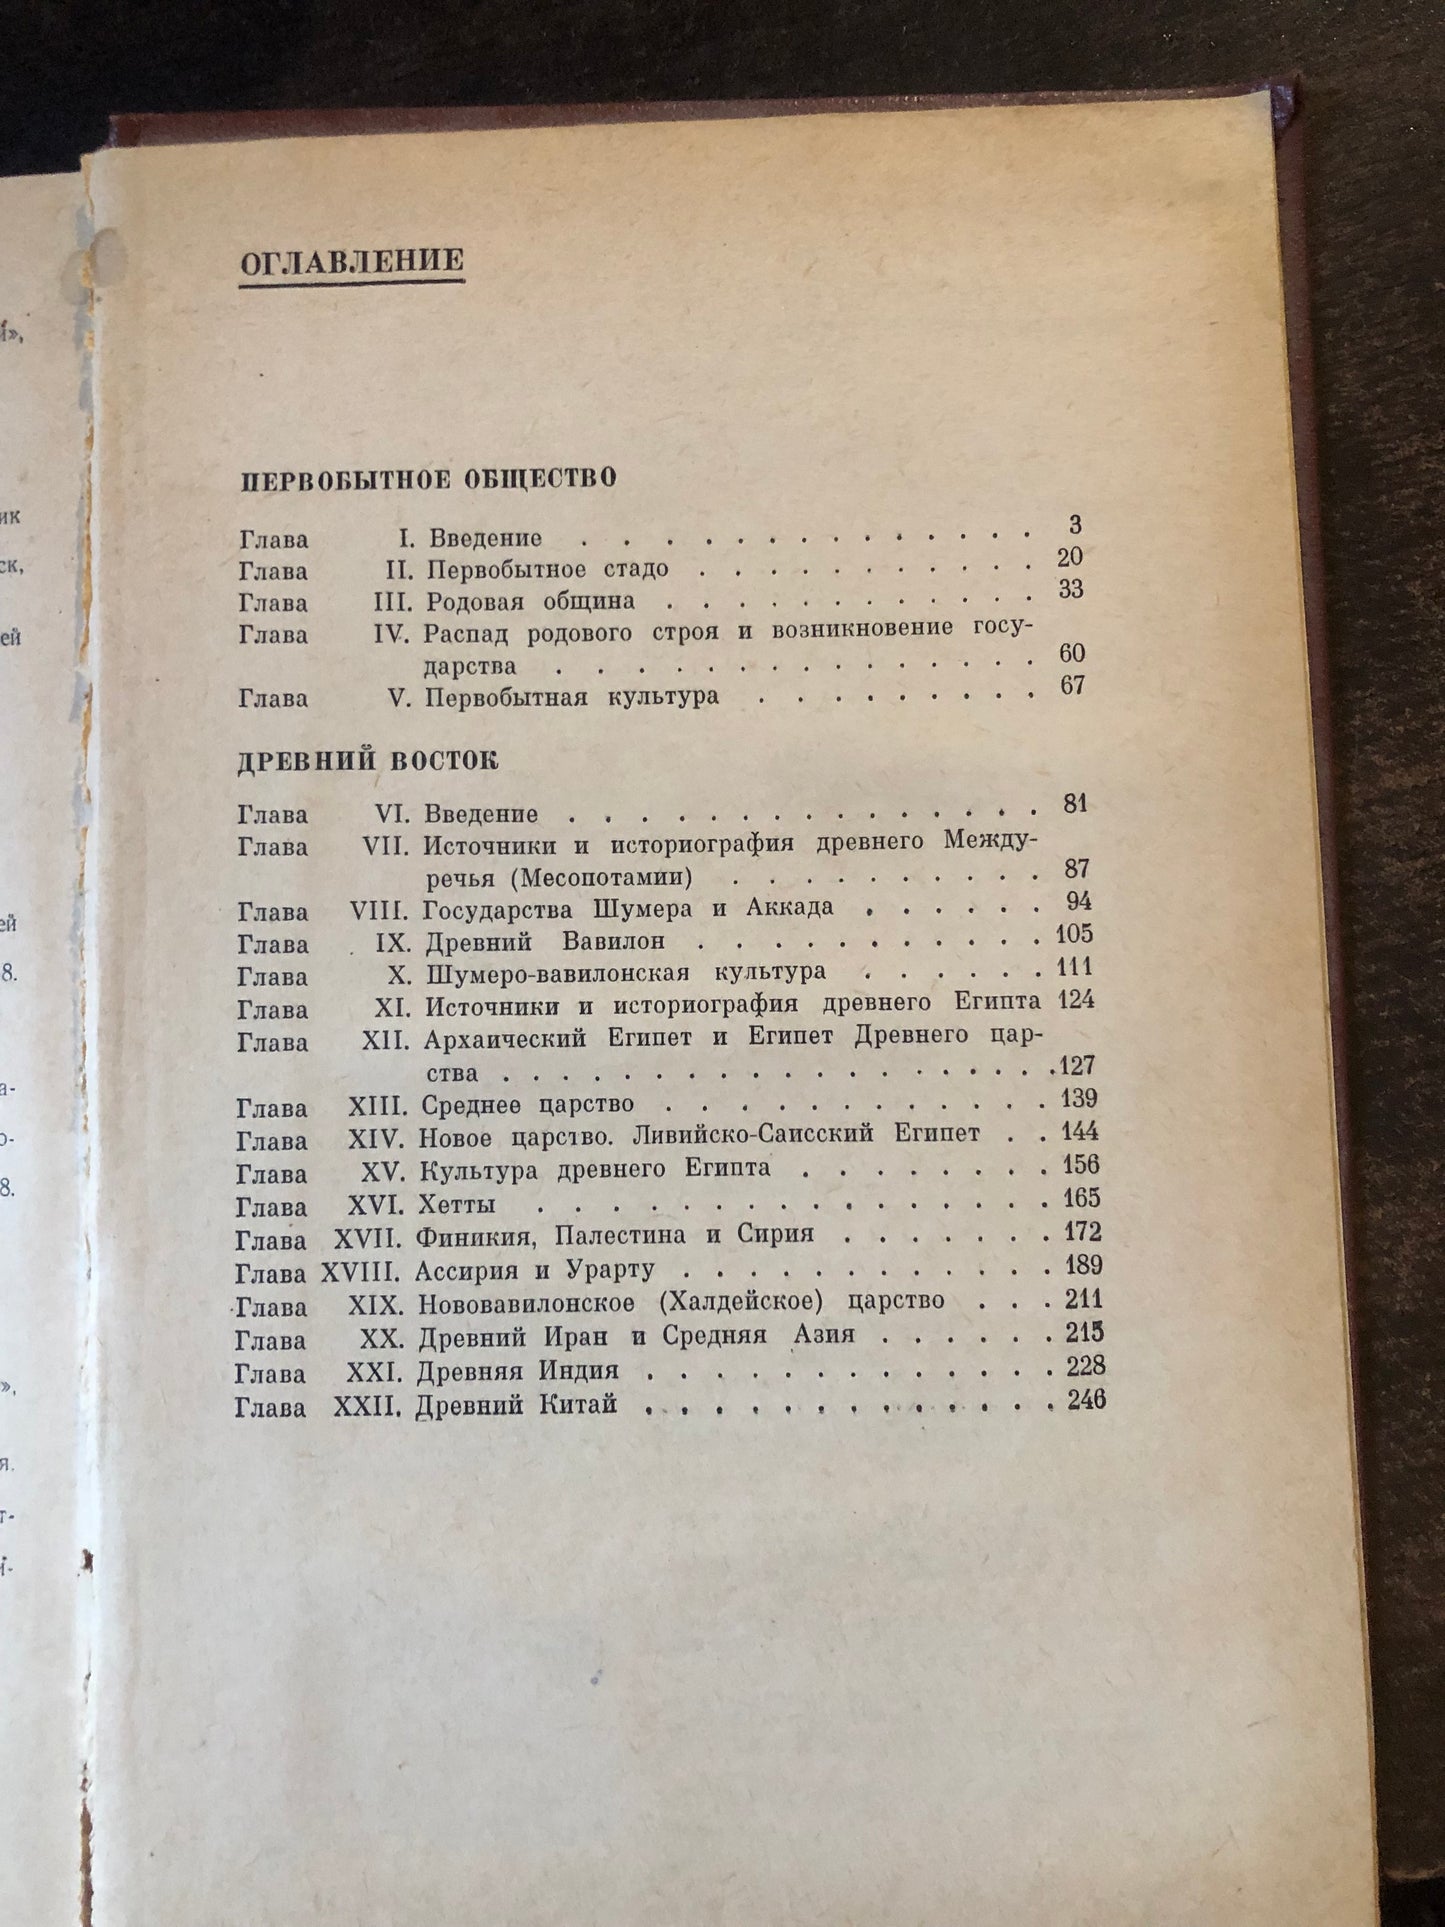 ОГЛАВЛЕНИЕ
ПЕРВОБЫТНОЕ ОБЩЕСТВО
Глава I. Введение . . . . . . . . . . . . 3
Глава II. Первобытное стадо . . . . . . . . . 20
Глава III. Родовая община . . . . . . . . . . 33
Глава IV. Распад родового строя и возникновение госу-
дарства . . . . . . . . . . . . 60
Глава V. Первобытная культура . . . . . . . . 67
ДРЕВНИЙ ВОСТОК
Глава VI. Введение . . . . . . . . . . . . 81
Глава VII. Источники и историография древнего Между-
речья (Месопотамии) . . . . . . . . 87
Глава VIII. Государства Шумера и Аккада . . . . . . 94
Глава IX. Древний Вавилон . . . . . . . . . 105
Глава X. Шумеро-вавилонская культура . . . . . 111
Глава XI. Источники и историография древнего Египта 124
Глава XII. Архаический Египет и Египет Древнего цар-
ства . . . . . . . . . . . . . . 127
Глава XIII. Среднее царство . . . . . . . . . . 139
Глава XIV. Новое царство. Ливийско-Саисский Египет . . 144
Глава XV. Культура древнего Египта . . . . . . . 156
Глава XVI. Хетты . . . . . . . . . . . . . 165
Глава XVII. Финикия, Палестина и Сирия . . . . . . 172
Глава XVIII. Ассирия и Урарту . . . . . . . . . . 189
Глава XIX. Нововавилонское (Халдейское) царство . . . 211
Глава XX. Древний Иран и Средняя Азия . . . . . 215
Глава XXI. Древняя Индия . . . . . . . . . . . 228
Глава XXII. Древний Китай . . . . . . . . . . . 246